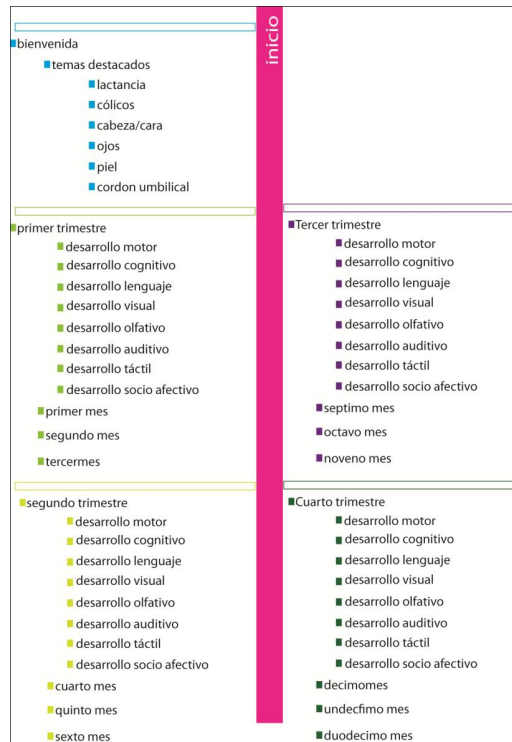 inicio
bienvenida
temas destacados
lactancia
cólicos
cabeza/cara
ojos
piel
cordon umbilical
primer trimestre
desarrollo motor
desarrollo cognitivo
desarrollo lenguaje
desarrollo visual
desarrollo olfativo
desarrollo auditivo
desarrollo táctil
desarrollo socio afectivo
primer mes
segundo mes
tercermes
segundo trimestre
desarrollo motor
desarrollo cognitivo
desarrollo lenguaje
desarrollo visual
desarrollo olfativo
desarrollo auditivo
desarrollo táctil
desarrollo socio afectivo
cuarto mes
quinto mes
sexto mes
Tercer trimestre
desarrollo motor
desarrollo cognitivo
desarrollo lenguaje
desarrollo visual
desarrollo olfativo
desarrollo auditivo
desarrollo táctil
desarrollo socio afectivo
septimo mes
octavo mes
noveno mes
Cuarto trimestre
desarrollo motor
desarrollo cognitivo
desarrollo lenguaje
desarrollo visual
desarrollo olfativo
desarrollo auditivo
desarrollo táctil
desarrollo socio afectivo
decimomes
undecfimo mes
duodecimo mes